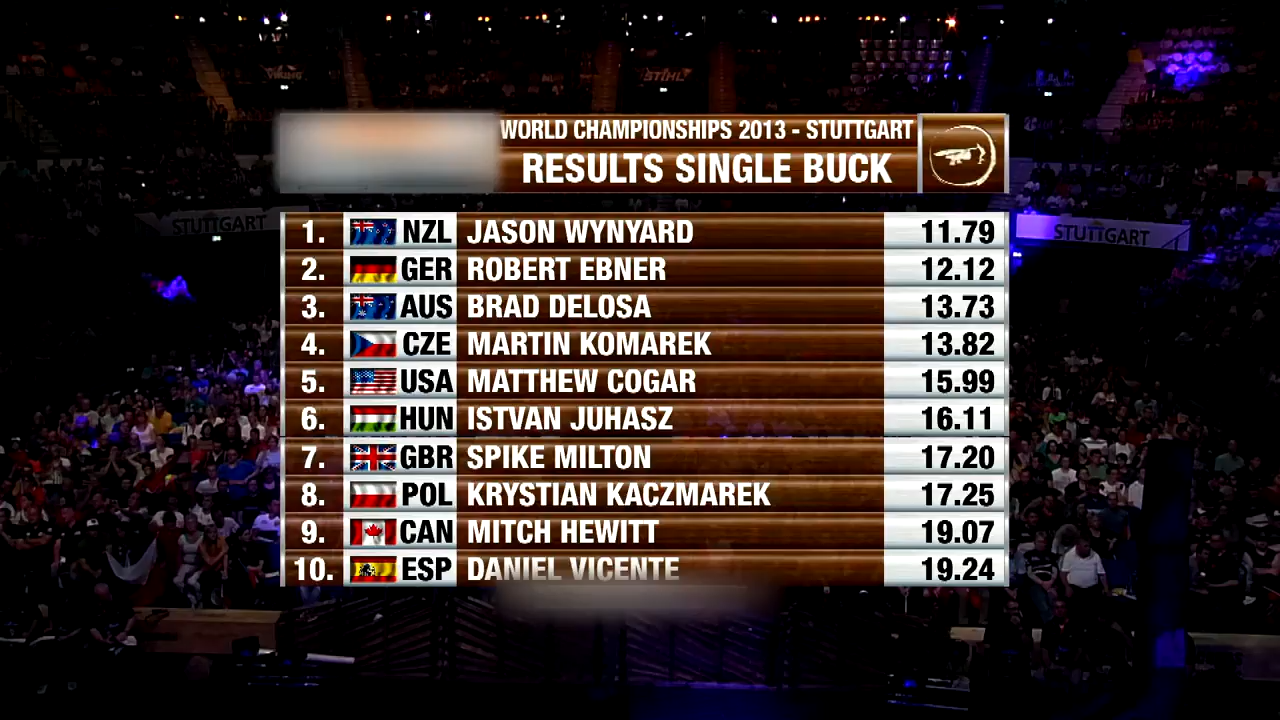 VIKING
STIHL
WORLD CHAMPIONSHIPS 2013 - STUTTGART
RESULTS SINGLE BUCK
STUTTGART
STUTTGART
1. NZL JASON WYNYARD 11.79
2. GER ROBERT EBNER 12.12
3. AUS BRAD DELOSA 13.73
4. CZE MARTIN KOMAREK 13.82
5. USA MATTHEW COGAR 15.99
6. HUN ISTVAN JUHASZ 16.11
7. GBR SPIKE MILTON 17.20
8. POL KRYSTIAN KACZMAREK 17.25
9. CAN MITCH HEWITT 19.07
10. ESP DANIEL VICENTE 19.24